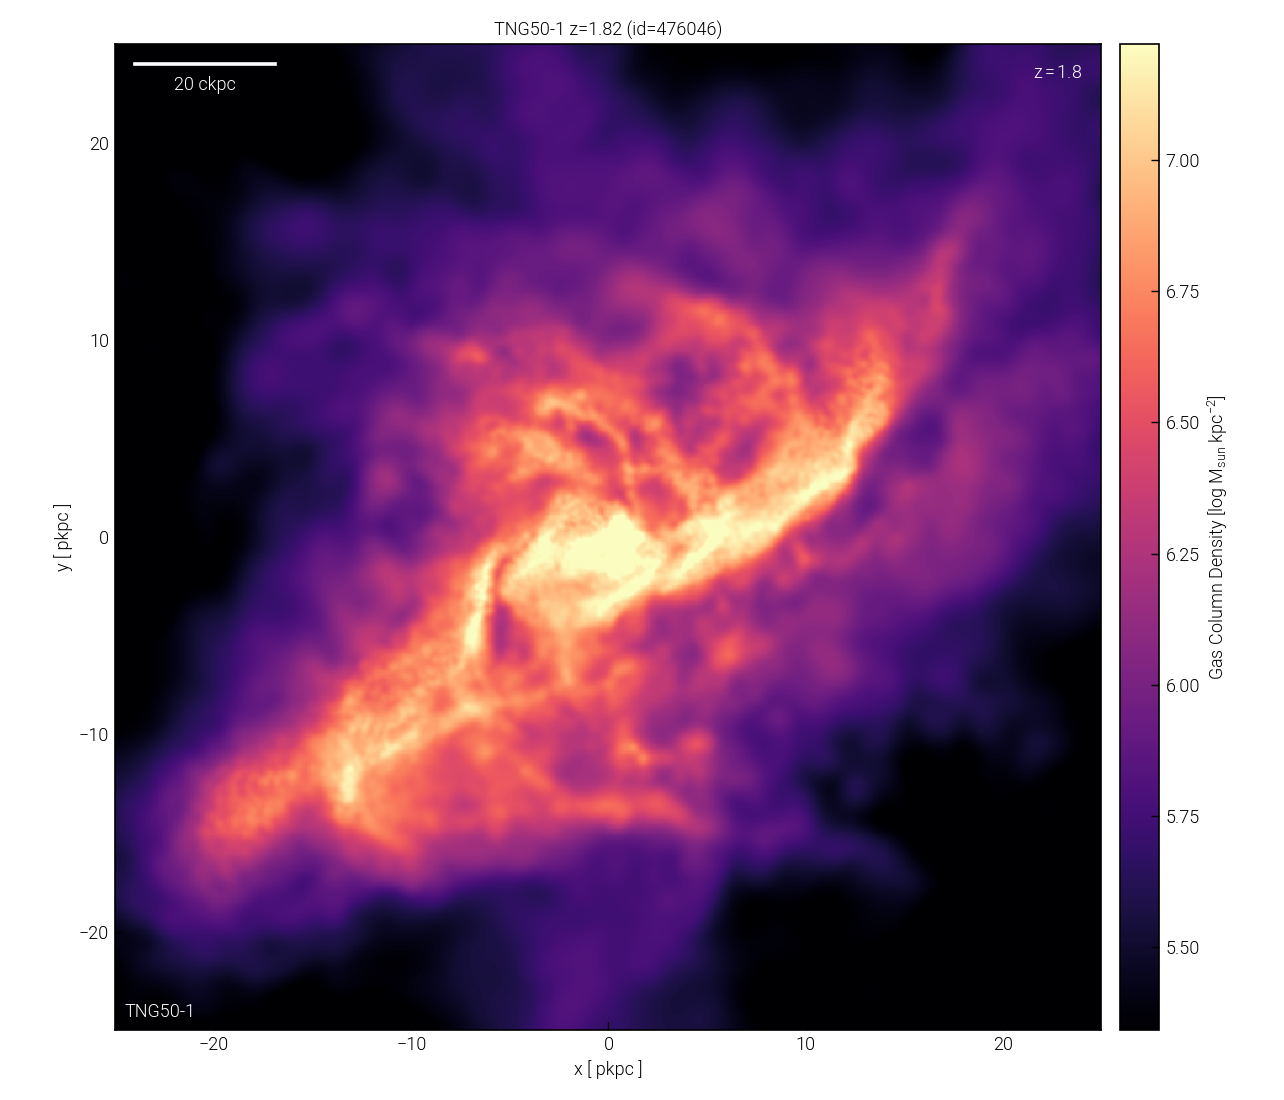 TNG50-1 z=1.82 (id=476046)
20 ckpc
z = 1.8
20
10
0
−10
−20
y [ pkpc ]
TNG50-1
−20
−10
0
10
20
x [ pkpc ]
7.00
6.75
6.50
6.25
6.00
5.75
5.50
Gas Column Density [log M_sun kpc^−2]